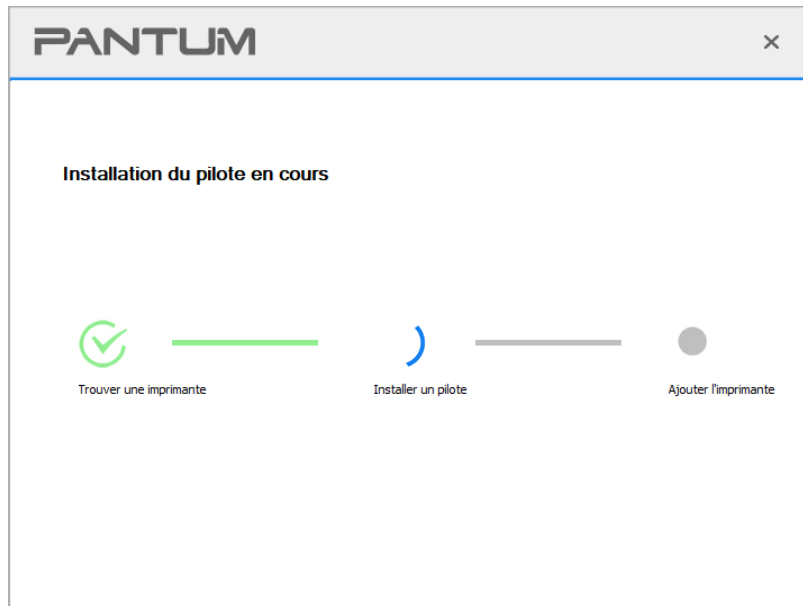 PANTUM
Installation du pilote en cours
Trouver une imprimante
Installer un pilote
Ajouter l'imprimante